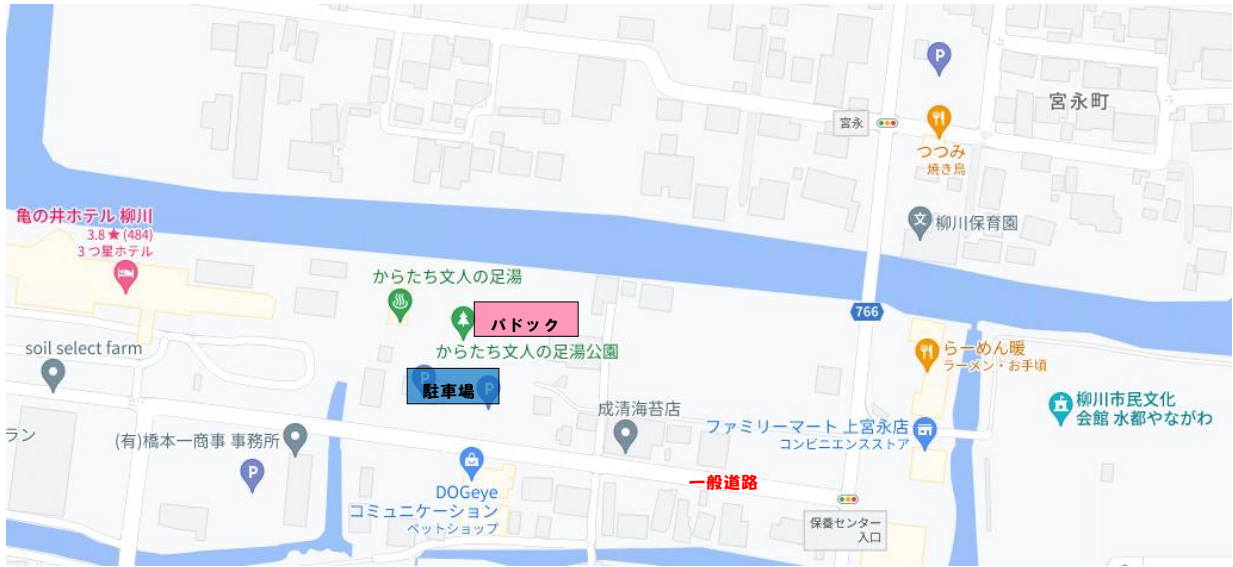 P
宮永町
宮永
つつみ
焼き鳥
亀の井ホテル 柳川
3.8★(484)
3 つ星ホテル
文
柳川保育園
からたち文人の足湯
パドック
766
からたち文人の足湯公園
soil select farm
らーめん暖
ラーメン・お手頃
P
駐車場
P
柳川市民文化
会館 水都やながわ
成清海苔店
ファミリーマート 上宮永店
コンビニエンスストア
ラン
(有)橋本一商事 事務所
P
一般道路
DOGeye
コミュニケーション
ペットショップ
保養センター
入口